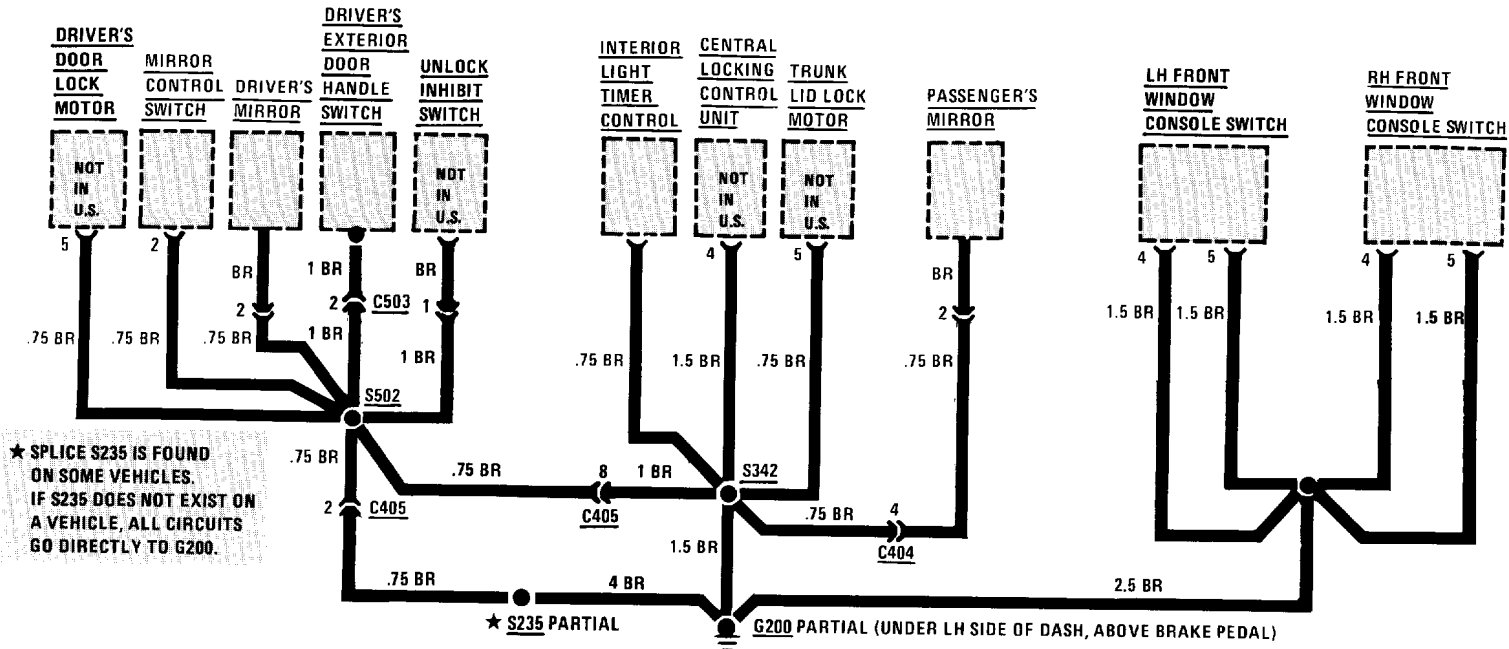 DRIVER'S
DOOR
LOCK
MOTOR
MIRROR
CONTROL
SWITCH
DRIVER'S
MIRROR
DRIVER'S
EXTERIOR
DOOR
HANDLE
SWITCH
UNLOCK
INHIBIT
SWITCH
INTERIOR
LIGHT
TIMER
CONTROL
CENTRAL
LOCKING
CONTROL
UNIT
TRUNK
LID LOCK
MOTOR
PASSENGER'S
MIRROR
LH FRONT
WINDOW
CONSOLE SWITCH
RH FRONT
WINDOW
CONSOLE SWITCH
NOT
IN
U.S.
NOT
IN
U.S.
NOT
IN
U.S.
NOT
IN
U.S.
5
2
4
5
4
5
4
5
BR
1 BR
BR
BR
2
2
C503
1
2
.75 BR
.75 BR
.75 BR
1 BR
1 BR
.75 BR
1.5 BR
.75 BR
.75 BR
1.5 BR
1.5 BR
1.5 BR
1.5 BR
S502
★ SPLICE S235 IS FOUND
ON SOME VEHICLES.
IF S235 DOES NOT EXIST ON
A VEHICLE, ALL CIRCUITS
GO DIRECTLY TO G200.
.75 BR
.75 BR
8
1 BR
S342
2
C405
C405
.75 BR
4
C404
1.5 BR
.75 BR
4 BR
2.5 BR
★ S235 PARTIAL
G200 PARTIAL (UNDER LH SIDE OF DASH, ABOVE BRAKE PEDAL)